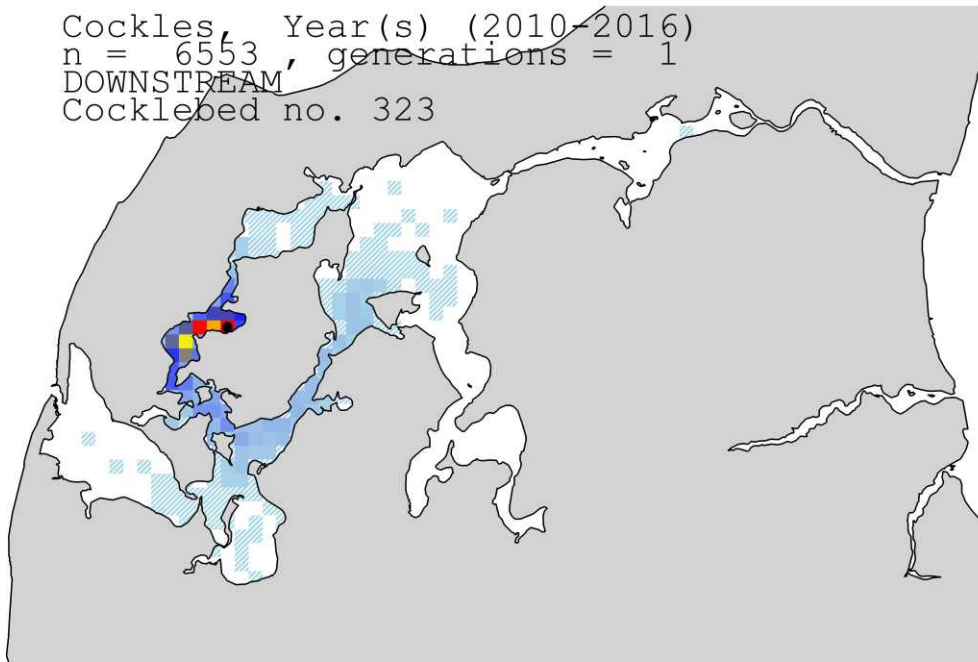 Cockles, Year(s) (2010-2016)
n = 6553 , generations = 1
DOWNSTREAM
Cocklebed no. 323